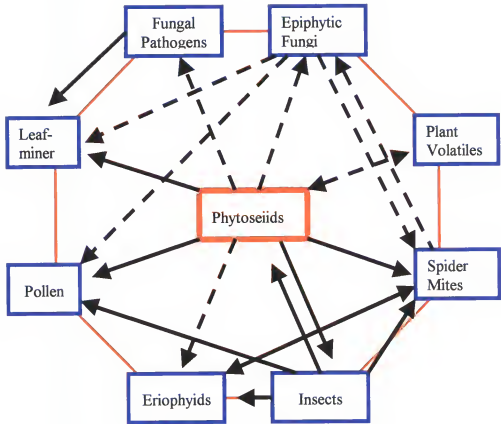 Fungal
Pathogens
Epiphytic
Fungi
Leaf-
miner
Plant
Volatiles
Phytoseiids
Pollen
Spider
Mites
Eriophyids
Insects